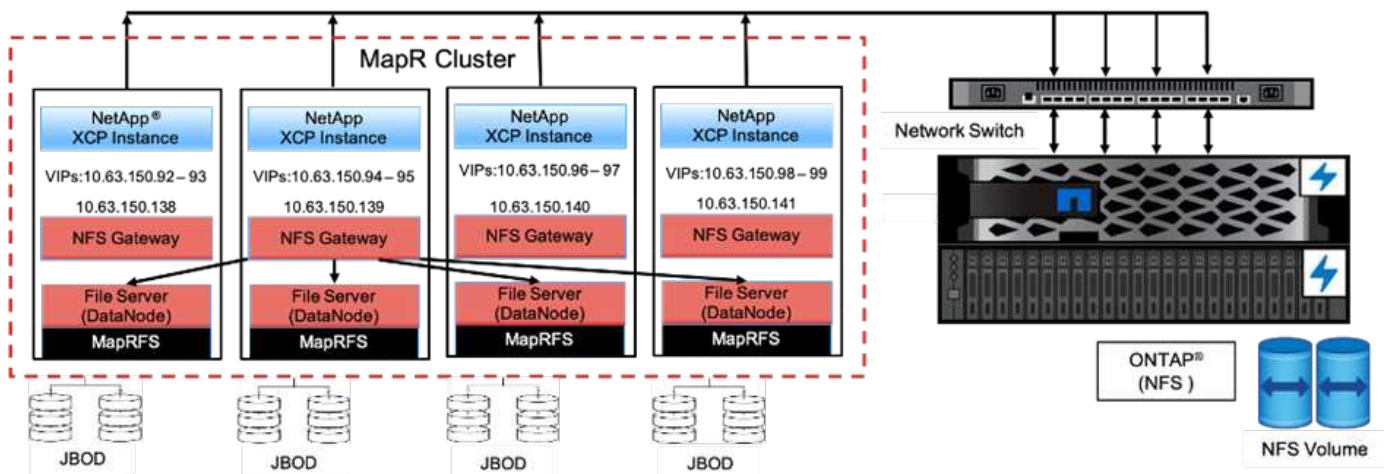 MapR Cluster
NetApp®
XCP Instance
VIPs:10.63.150.92–93
10.63.150.138
NFS Gateway
File Server
(DataNode)
MapRFS
JBOD
NetApp
XCP Instance
VIPs:10.63.150.94–95
10.63.150.139
NFS Gateway
File Server
(DataNode)
MapRFS
JBOD
NetApp
XCP Instance
VIPs:10.63.150.96–97
10.63.150.140
NFS Gateway
File Server
(DataNode)
MapRFS
JBOD
NetApp
XCP Instance
VIPs:10.63.150.98–99
10.63.150.141
NFS Gateway
File Server
(DataNode)
MapRFS
JBOD
Network Switch
ONTAP®
(NFS )
NFS Volume